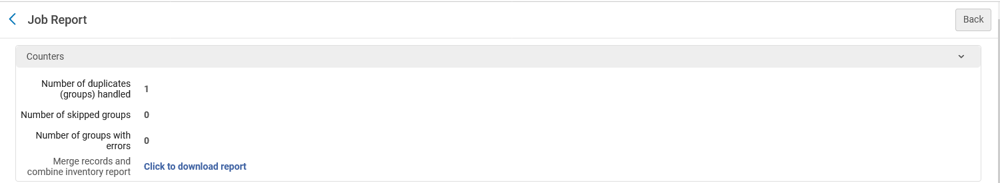 Job Report
Back
Counters
Number of duplicates
(groups) handled
1
Number of skipped groups
0
Number of groups with
errors
0
Merge records and
combine inventory report
Click to download report